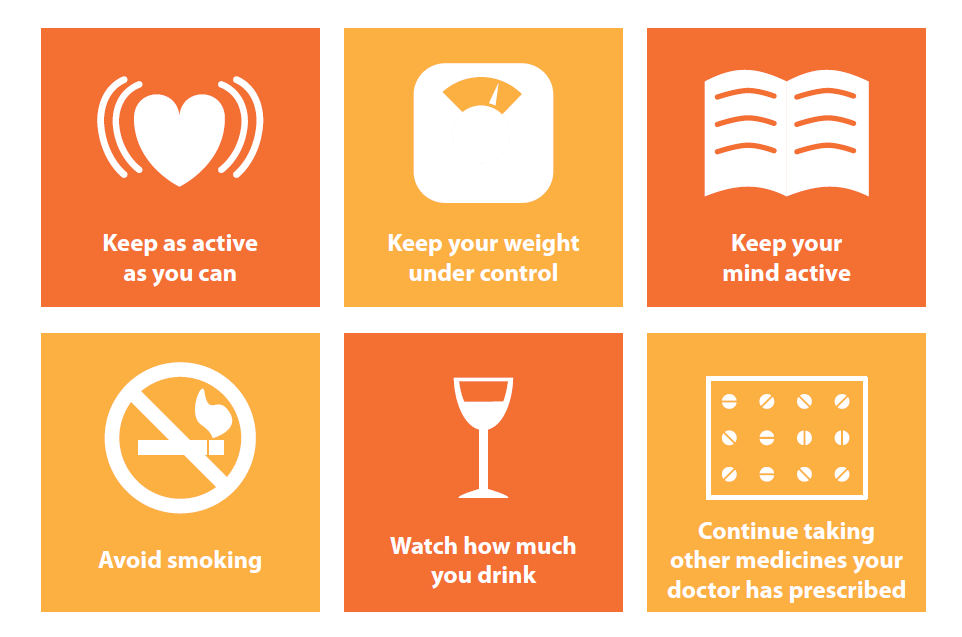 Keep as active
as you can
Keep your weight
under control
Keep your
mind active
Avoid smoking
Watch how much
you drink
Continue taking
other medicines your
doctor has prescribed